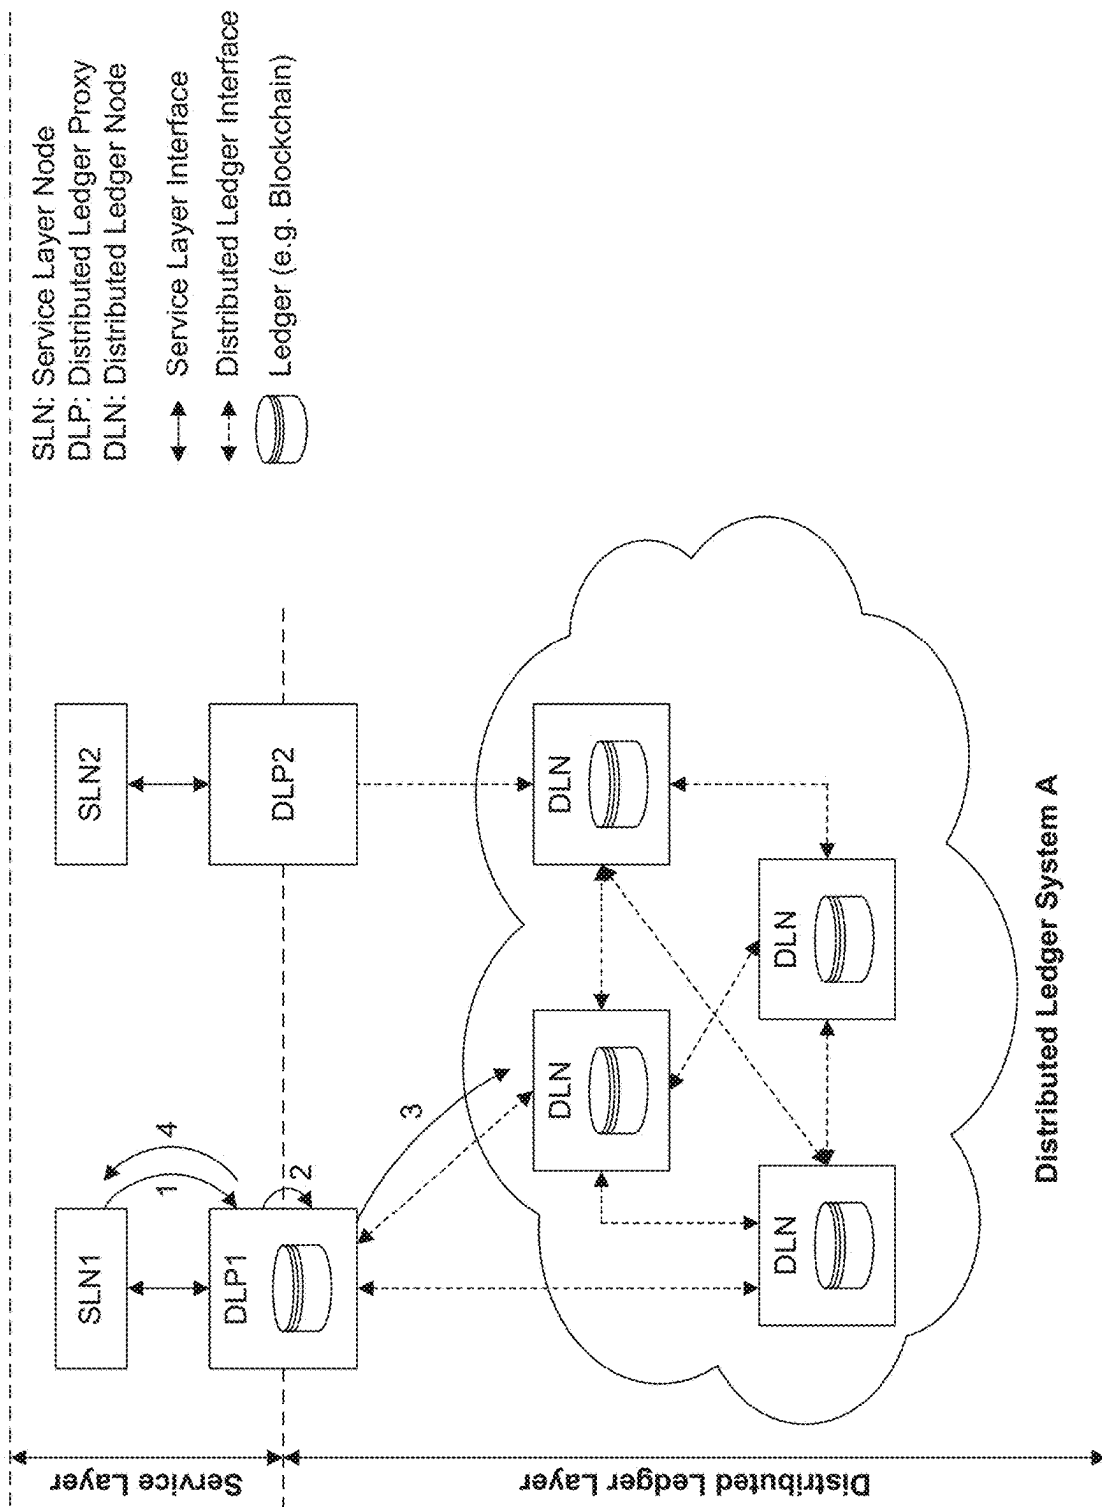 SLN: Service Layer Node
DLP: Distributed Ledger Proxy
DLN: Distributed Ledger Node
Service Layer Interface
Distributed Ledger Interface
Ledger (e.g. Blockchain)
Service Layer
Distributed Ledger Layer
SLN1
SLN2
1
4
DLP1
DLP2
2
3
DLN
DLN
DLN
DLN
Distributed Ledger System A